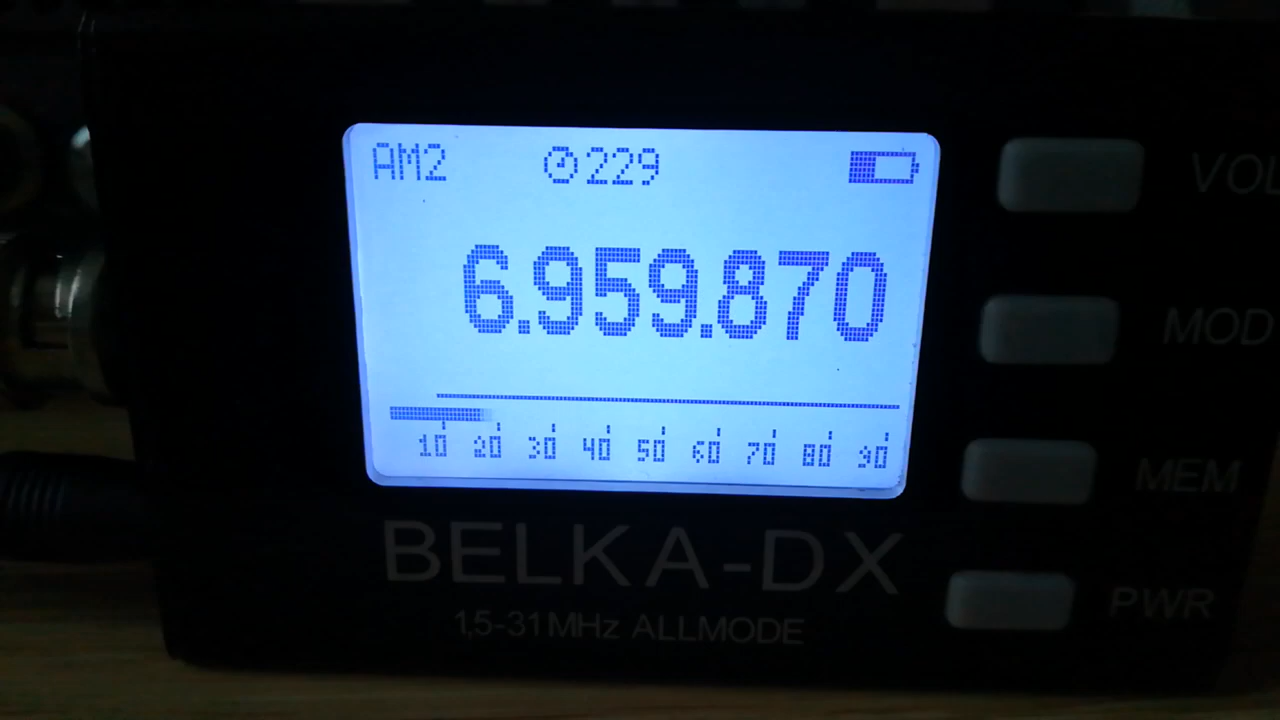 AM2 229
6.959.870
10 20 30 40 50 60 70 80 90
VOL
MOD
MEM
PWR
BELKA-DX
1,5-31MHz ALLMODE